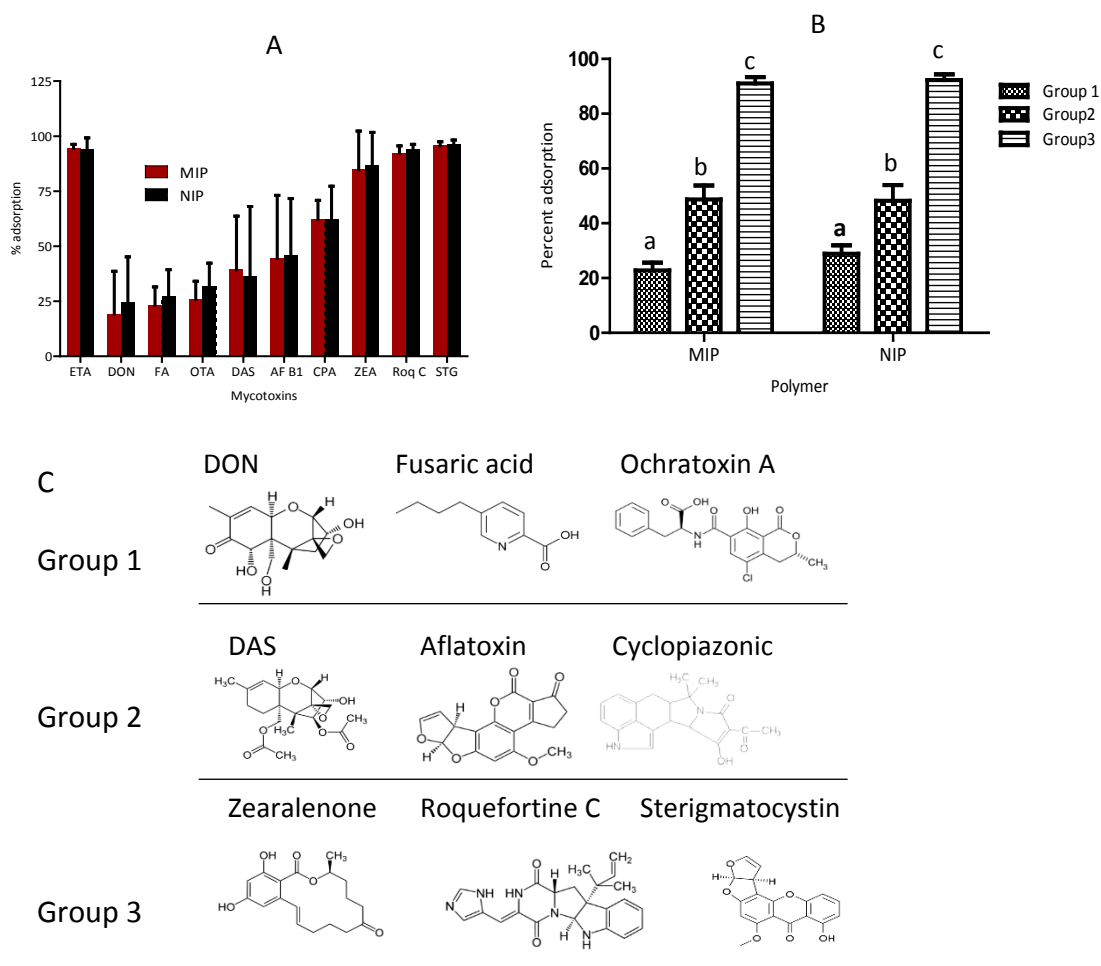 A
125
100
75
50
25
0
% adsorption
MIP
NIP
ETA DON FA OTA DAS AF B1 CPA ZEA Roq C STG
Mycotoxins
B
100
80
60
40
20
0
Percent adsorption
a b c
a b c
MIP NIP
Polymer
Group 1
Group2
Group3
C
DON Fusaric acid Ochratoxin A
Group 1
H
O
H
OH
O
O
HO
O
H
N
OH
O
O
OH
N
H
O
OH
O
O
CH₃
Cl
DAS Aflatoxin Cyclopiazonic
Group 2
H₃C
H
O
H
OH
O
O
H₃C
O
O
CH₃
CH₃
O
O
O
H
H
O
O
O
CH₃
H₃C
CH₃
N
O
O
CH₃
OH
HN
Zearalenone Roquefortine C Sterigmatocystin
Group 3
OH
O
CH₃
O
HO
O
N
NH
NH
O
H
H₃C
CH₂
CH₃
N
O
H
N
H
O
H
H
O
O
O
O
OH